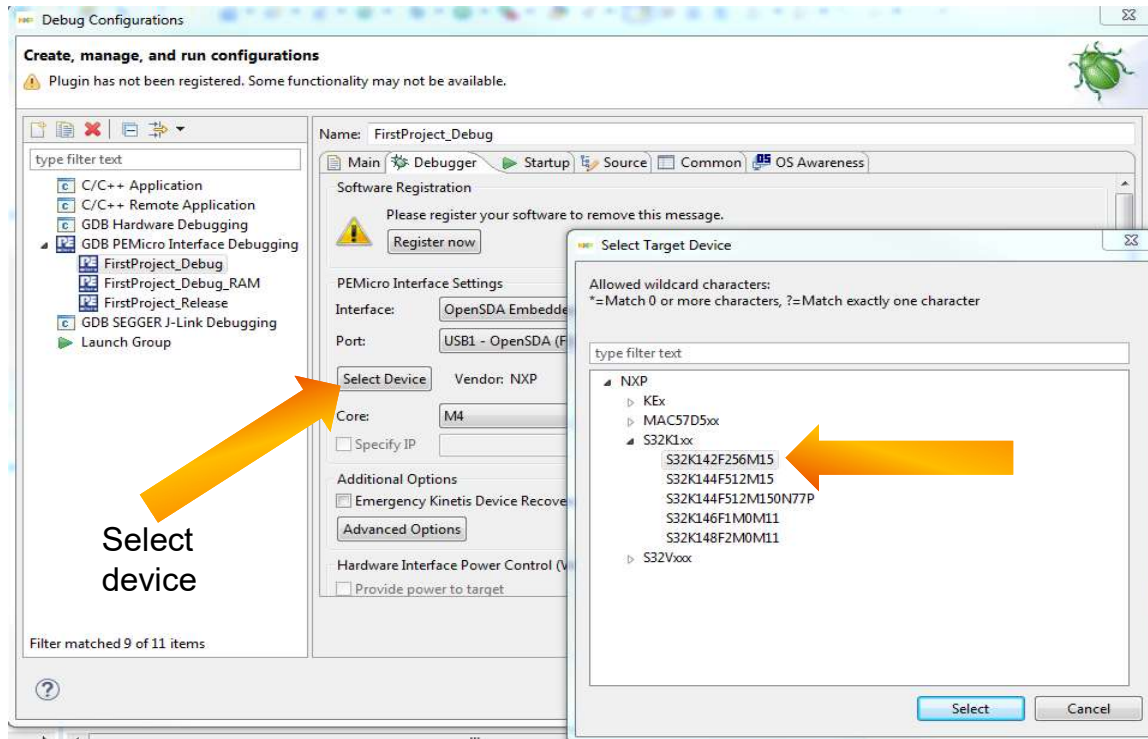 Debug Configurations
Create, manage, and run configurations
Plugin has not been registered. Some functionality may not be available.
type filter text
C/C++ Application
C/C++ Remote Application
GDB Hardware Debugging
GDB PEMicro Interface Debugging
FirstProject_Debug
FirstProject_Debug_RAM
FirstProject_Release
GDB SEGGER J-Link Debugging
Launch Group
Filter matched 9 of 11 items
Name: FirstProject_Debug
Main Debugger Startup Source Common OS Awareness
Software Registration
Please register your software to remove this message.
Register now
PEMicro Interface Settings
Interface: OpenSDA Embedde
Port: USB1 - OpenSDA (F
Select Device Vendor: NXP
Core: M4
Specify IP
Additional Options
Emergency Kinetis Device Recove
Advanced Options
Hardware Interface Power Control (V
Provide power to target
Select
device
Select Target Device
Allowed wildcard characters:
*=Match 0 or more characters, ?=Match exactly one character
type filter text
NXP
KEx
MAC57D5xx
S32K1xx
S32K142F256M15
S32K144F512M15
S32K144F512M150N77P
S32K146F1M0M11
S32K148F2M0M11
S32Vxxx
Select Cancel